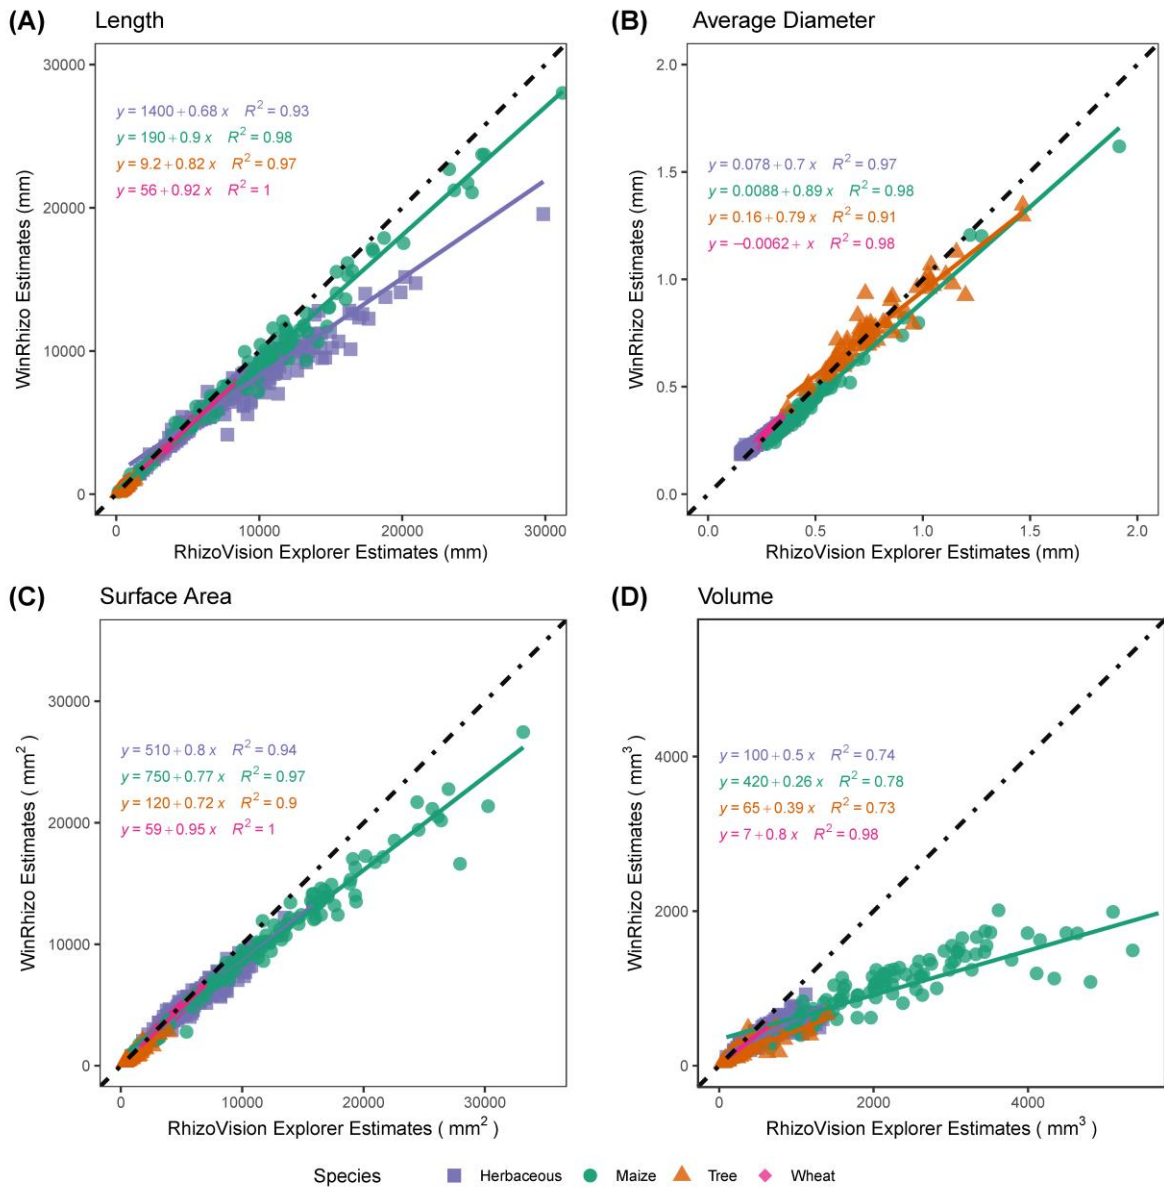 (A) Length
30000
20000
10000
0
WinRhizo Estimates (mm)
y = 1400 + 0.68 x R² = 0.93
y = 190 + 0.9 x R² = 0.98
y = 9.2 + 0.82 x R² = 0.97
y = 56 + 0.92 x R² = 1
0 10000 20000 30000
RhizoVision Explorer Estimates (mm)
(B) Average Diameter
2.0
1.5
1.0
0.5
0.0
WinRhizo Estimates (mm)
y = 0.078 + 0.7 x R² = 0.97
y = 0.0088 + 0.89 x R² = 0.98
y = 0.16 + 0.79 x R² = 0.91
y = −0.0062 + x R² = 0.98
0.0 0.5 1.0 1.5 2.0
RhizoVision Explorer Estimates (mm)
(C) Surface Area
30000
20000
10000
0
WinRhizo Estimates ( mm² )
y = 510 + 0.8 x R² = 0.94
y = 750 + 0.77 x R² = 0.97
y = 120 + 0.72 x R² = 0.9
y = 59 + 0.95 x R² = 1
0 10000 20000 30000
RhizoVision Explorer Estimates ( mm² )
(D) Volume
4000
2000
0
WinRhizo Estimates ( mm³ )
y = 100 + 0.5 x R² = 0.74
y = 420 + 0.26 x R² = 0.78
y = 65 + 0.39 x R² = 0.73
y = 7 + 0.8 x R² = 0.98
0 2000 4000
RhizoVision Explorer Estimates ( mm³ )
Species Herbaceous Maize Tree Wheat